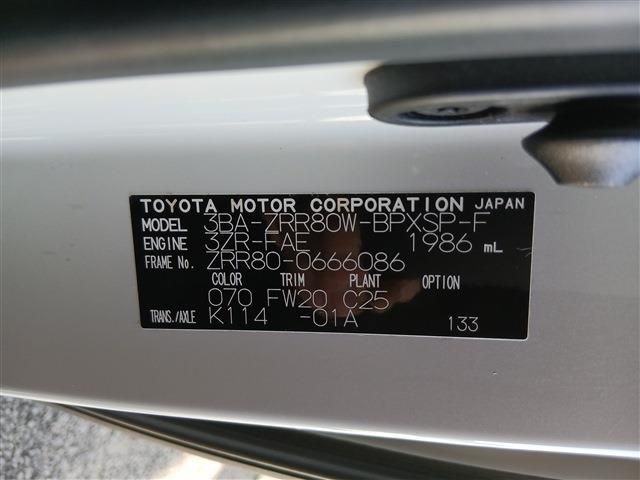 TOYOTA MOTOR CORPORATION JAPAN
MODEL 3BA-ZRR80W-BPXSP-F
ENGINE 3ZR-FAE 1986 mL
FRAME No. ZRR80-0666086
COLOR TRIM PLANT OPTION
070 FW20 C25
TRANS./AXLE K114 -01A 133